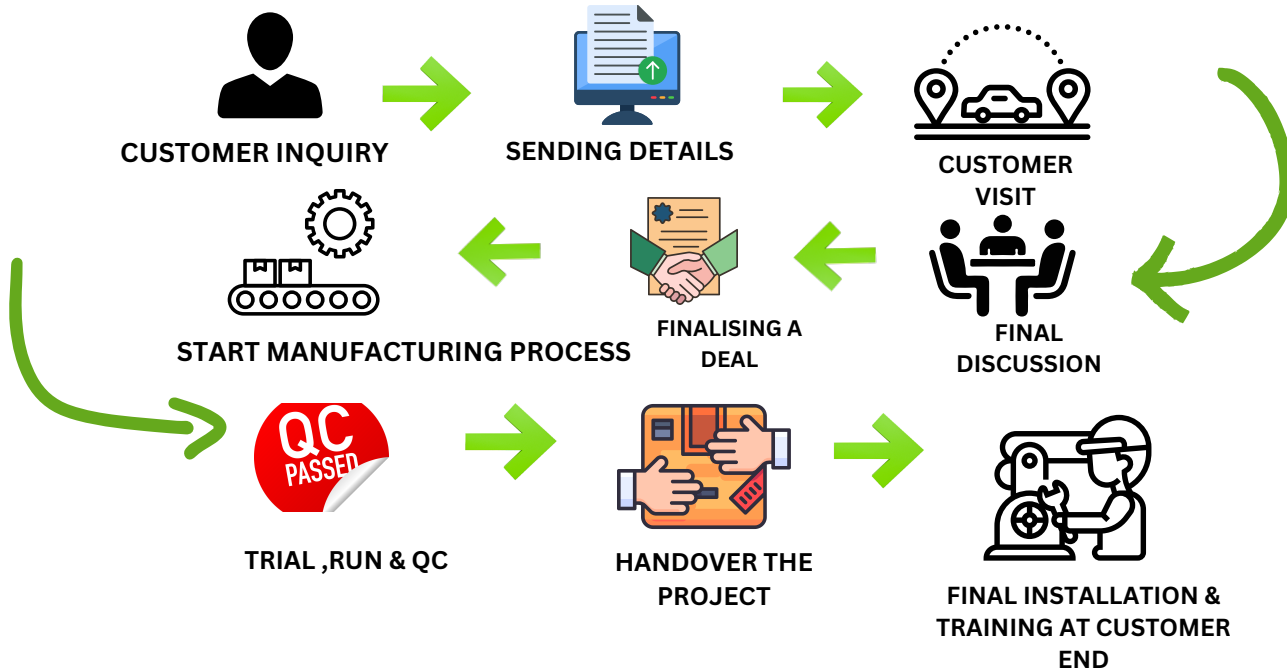 CUSTOMER INQUIRY
SENDING DETAILS
CUSTOMER
VISIT
FINAL
DISCUSSION
FINALISING A
DEAL
START MANUFACTURING PROCESS
QC
PASSED
TRIAL ,RUN & QC
HANDOVER THE
PROJECT
FINAL INSTALLATION &
TRAINING AT CUSTOMER
END